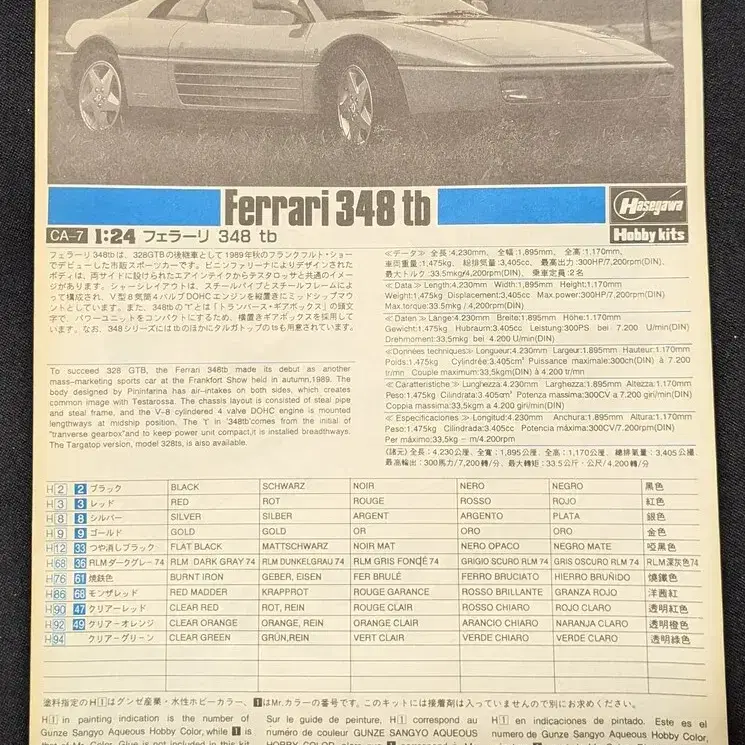 Ferrari 348 tb
Hasegawa
Hobby kits
CA-7 1:24 フェラーリ 348 tb
フェラーリ 348tbは、328GTBの後継車として1989年秋のフランクフルト・ショーでデビューした市販スポーツカーです。ピニンファリーナによりデザインされたボディは、両サイドに設けられたエアインテイクからテスタロッサと共通のイメージがあります。シャーシレイアウトは、スチールパイプとスチールフレームによって構成され、V型8気筒4バルブDOHCエンジンを縦置きにミッドシップマウントとしています。また、348tbの"t"とは「トランバース・ギアボックス」の頭文字で、パワーユニットをコンパクトにするため、横置きギアボックスを採用しています。なお、348シリーズにはtbのほかにタルガトップのtsも用意されています。
To succeed 328 GTB, the Ferrari 348tb made its debut as another
mass-marketing sports car at the Frankfort Show held in autumn,1989. The
body designed by Pininfarina has air-intakes on both sides, which creates
common image with Testarossa. The chassis layout is consisted of steal pipe
and steal frame, and the V-8 cylindered 4 valve DOHC engine is mounted
lengthways at midship position. The 't' in '348tb'comes from the initial of
"tranverse gearbox"and to keep power unit compact,it is installed breadthways.
The Targatop version, model 328ts, is also available.
≪データ≫ 全長:4,230mm, 全幅:1,895mm, 全高:1,170mm,
車両重量:1,475kg, 総排気量:3,405cc, 最高出力:300HP/7,200rpm(DIN),
最大トルク:33.5mkg/4,200rpm(DIN), 乗車定員:2名
≪Data≫ Length:4.230mm Width:1.895mm Height:1.170mm
Weight:1.475kg Displacement:3.405cc Max.power:300HP/7.200rpm(DIN)
Max.torque:33.5mkg/4.200rpm(DIN)
≪Daten≫ Länge:4.230mm Breite:1.895mm Höhe:1.170mm
Gewicht:1.475kg Hubraum:3.405cc Leistung:300PS bei 7.200 U/min(DIN)
Drehmoment:33.5mkg bei 4.200 U/min(DIN)
≪Données techniques≫ Longueur:4.230mm Largeur:1.895mm Hauteur:1.170mm
Poids:1.475kg Cylindrée:3.405cm³ Puissance maximale:300ch(DIN) à 7.200
tr/mn Couple maximum:33,5kgm(DIN) à 4.200 tr/mn
≪Caratteristiche≫ Lunghezza:4.230mm Larghezza:1.895mm Altezza:1.170mm
Peso:1.475kg Cilindrata:3.405cm³ Potenza massima:300CV a 7.200 giri/min(DIN)
Coppia massima:33,5kgm a 4.200 giri/min(DIN)
≪Especificaciones≫ Longitud:4.230mm Anchura:1.895mm Altura:1.170mm
Peso:1.475kg Cilindrada:3.405cc Potencia máxima:300CV/7.200rpm(DIN)
Per máximo:33,5kg－m/4.200rpm
(諸元)全長:4,230公厘, 全寬:1,895公厘, 全高:1,170公厘, 總排氣量:3,405公攝,
最高輸出:300馬力/7,200轉/分, 最大轉矩:33.5公斤·公尺/4,200轉/分
H2 2 ブラック BLACK SCHWARZ NOIR NERO NEGRO 黑色
H3 3 レッド RED ROT ROUGE ROSSO ROJO 紅色
H8 8 シルバー SILVER SILBER ARGENT ARGENTO PLATA 銀色
H9 9 ゴールド GOLD GOLD OR ORO ORO 金色
H12 33 つや消しブラック FLAT BLACK MATTSCHWARZ NOIR MAT NERO OPACO NEGRO MATE 啞黑色
H68 36 RLMダークグレー74 RLM DARK GRAY 74 RLM DUNKELGRAU 74 RLM GRIS FONCÉ 74 GRIGIO SCURO RLM 74 GRIS OSCURO RLM 74 RLM深灰色74
H76 61 焼鉄色 BURNT IRON GEBER, EISEN FER BRULÉ FERRO BRUCIATO HIERRO BRUÑIDO 燒鐵色
H86 68 モンザレッド RED MADDER KRAPPROT ROUGE GARANCE ROSSO BRILLANTE GRANZA ROJO 洋茜紅
H90 47 クリアーレッド CLEAR RED ROT, REIN ROUGE CLAIR ROSSO CHIARO ROJO CLARO 透明紅色
H92 49 クリアーオレンジ CLEAR ORANGE ORANGE, REIN ORANGE CLAIR ARANCIO CHIARO NARANJA CLARO 透明橙色
H94 クリアーグリーン CLEAR GREEN GRÜN,REIN VERT CLAIR VERDE CHIARO VERDE CLARO 透明綠色
塗料指定のH1はグンゼ産業・水性ホビーカラー、1はMr.カラーの番号です。このキットには接着剤は入っていませんので別にお求めください。
H1 in painting indication is the number of
Gunze Sangyo Aqueous Hobby Color, while 1 is
that of Mr. Color. Glue is not included in this kit
Sur le guide de peinture, H1 correspond au
numéro de couleur GUNZE SANGYO AQUEOUS
HOBBY COLOR
H1 en indicaciones de pintado. Este es el
numero de Gunze Sangyo Aqueous Hobby Color,